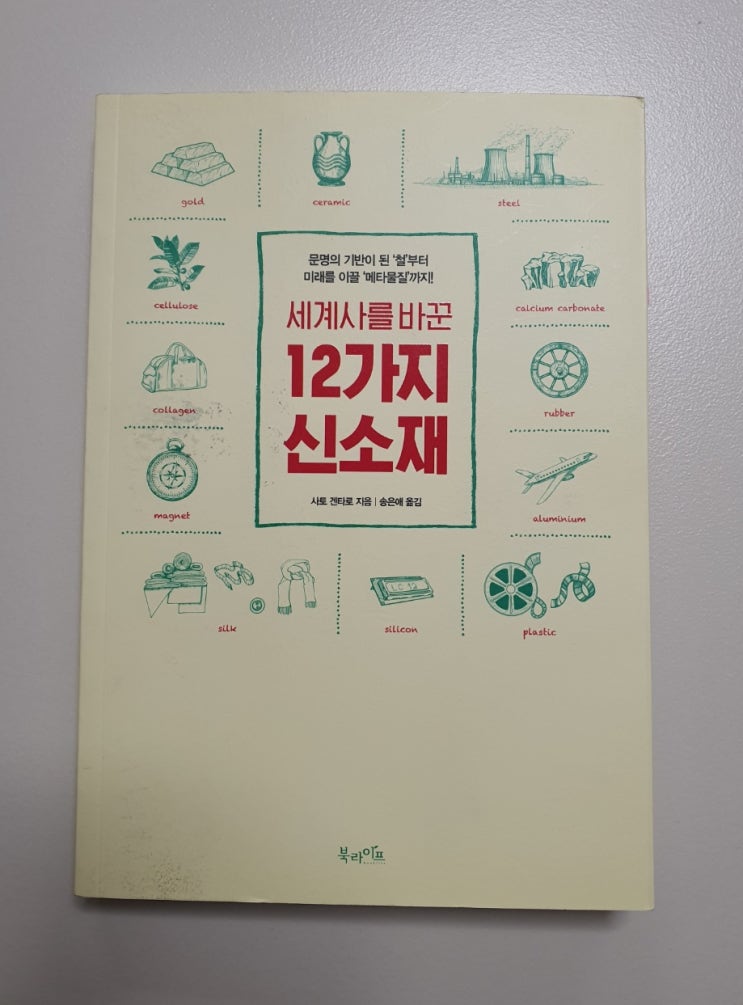 gold
ceramic
steel
문명의 기반이 된 '철'부터
미래를 이끌 '메타물질'까지!
세계사를 바꾼
12가지
신소재
사토 겐타로 지음 | 송은애 옮김
cellulose
calcium carbonate
collagen
rubber
magnet
aluminium
silk
silicon
plastic
북라이프